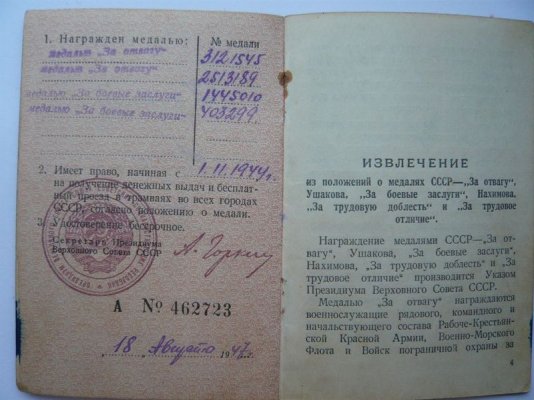 1. Награжден медалью: № медали
медалью „За отвагу“ 3121545
медалью „За отвагу“ 2513189
медалью „За боевые заслуги“ 1445010
медалью „За боевые заслуги“ 408299.
2. Имеет право, начиная с 1.11.1944 г.
на получение денежных выдач и бесплат-
ный проезд в трамваях во всех городах
СССР, согласно положению о медали.
3. Удостоверение бессрочное.
Секретарь Президиума
Верховного Совета СССР
А. Горкин
А № 462723
18 Августа 1947 г.
ИЗВЛЕЧЕНИЕ
из положений о медалях СССР—„За отвагу“,
Ушакова, „За боевые заслуги“, Нахимова,
„За трудовую доблесть“ и „За трудовое
отличие“.
Награждение медалями СССР—„За от-
вагу“, Ушакова, „За боевые заслуги“,
Нахимова, „За трудовую доблесть“ и „За
трудовое отличие“ производится Указом
Президиума Верховного Совета СССР.
Медалью „За отвагу“ награждаются
военнослужащие рядового, командного и
начальствующего состава Рабоче-Крестьян-
ской Красной Армии, Военно-Морского
Флота и Войск пограничной охраны за
4